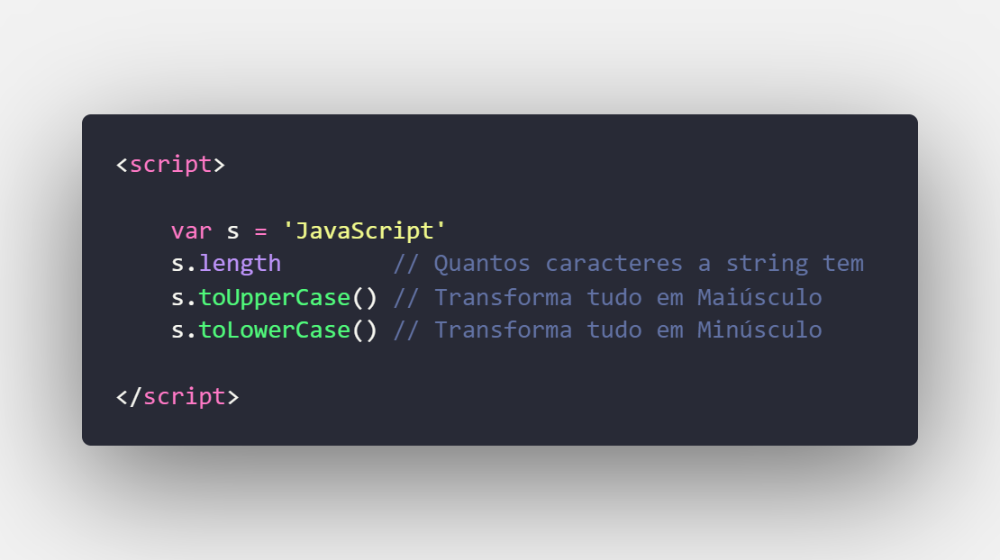 <script>
var s = 'JavaScript'
s.length // Quantos caracteres a string tem
s.toUpperCase() // Transforma tudo em Maiúsculo
s.toLowerCase() // Transforma tudo em Minúsculo
</script>